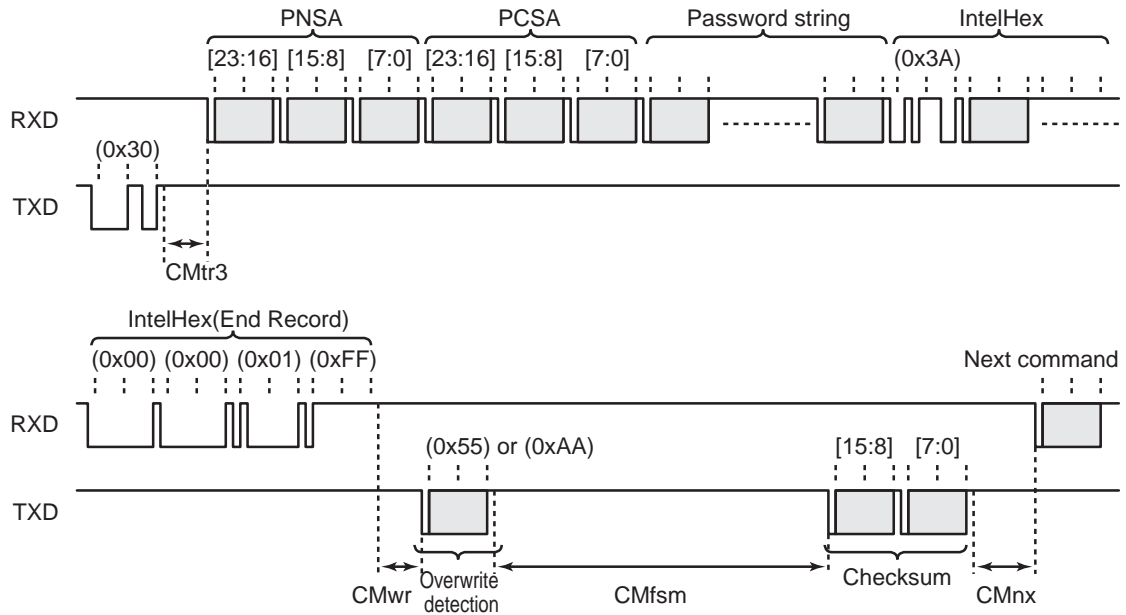 PNSA PCSA Password string IntelHex
[23:16] [15:8] [7:0] [23:16] [15:8] [7:0] (0x3A)
RXD
(0x30)
TXD
CMtr3
IntelHex(End Record)
(0x00) (0x00) (0x01) (0xFF) Next command
RXD
(0x55) or (0xAA) [15:8] [7:0]
TXD
CMwr Overwrite detection CMfsm Checksum CMnx